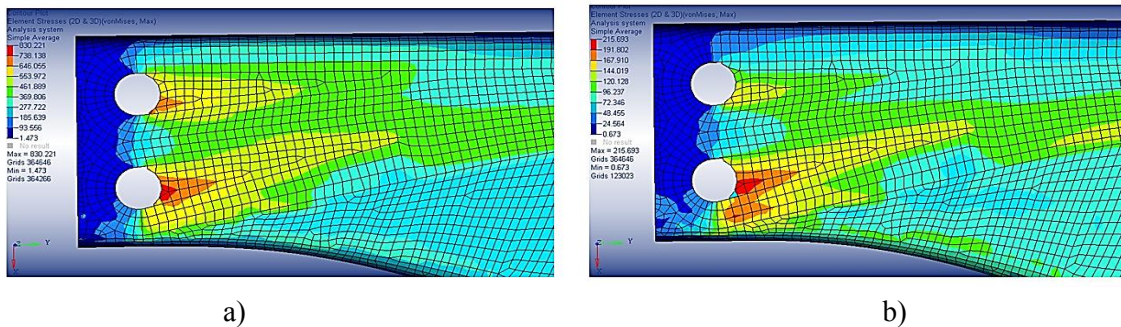 Contour Plot
Element Stresses (2D & 3D)(vonMises, Max)
Analysis system
Simple Average
830.221
738.138
646.055
553.972
461.889
369.806
277.722
185.639
93.556
1.473
No result
Max = 830.221
Grids 364646
Min = 1.473
Grids 364266
Z
Y
X
a)
Contour Plot
Element Stresses (2D & 3D)(vonMises, Max)
Analysis system
Simple Average
215.693
191.802
167.910
144.019
120.128
96.237
72.346
48.455
24.564
0.673
No result
Max = 215.693
Grids 364646
Min = 0.673
Grids 123023
Z
Y
X
b)